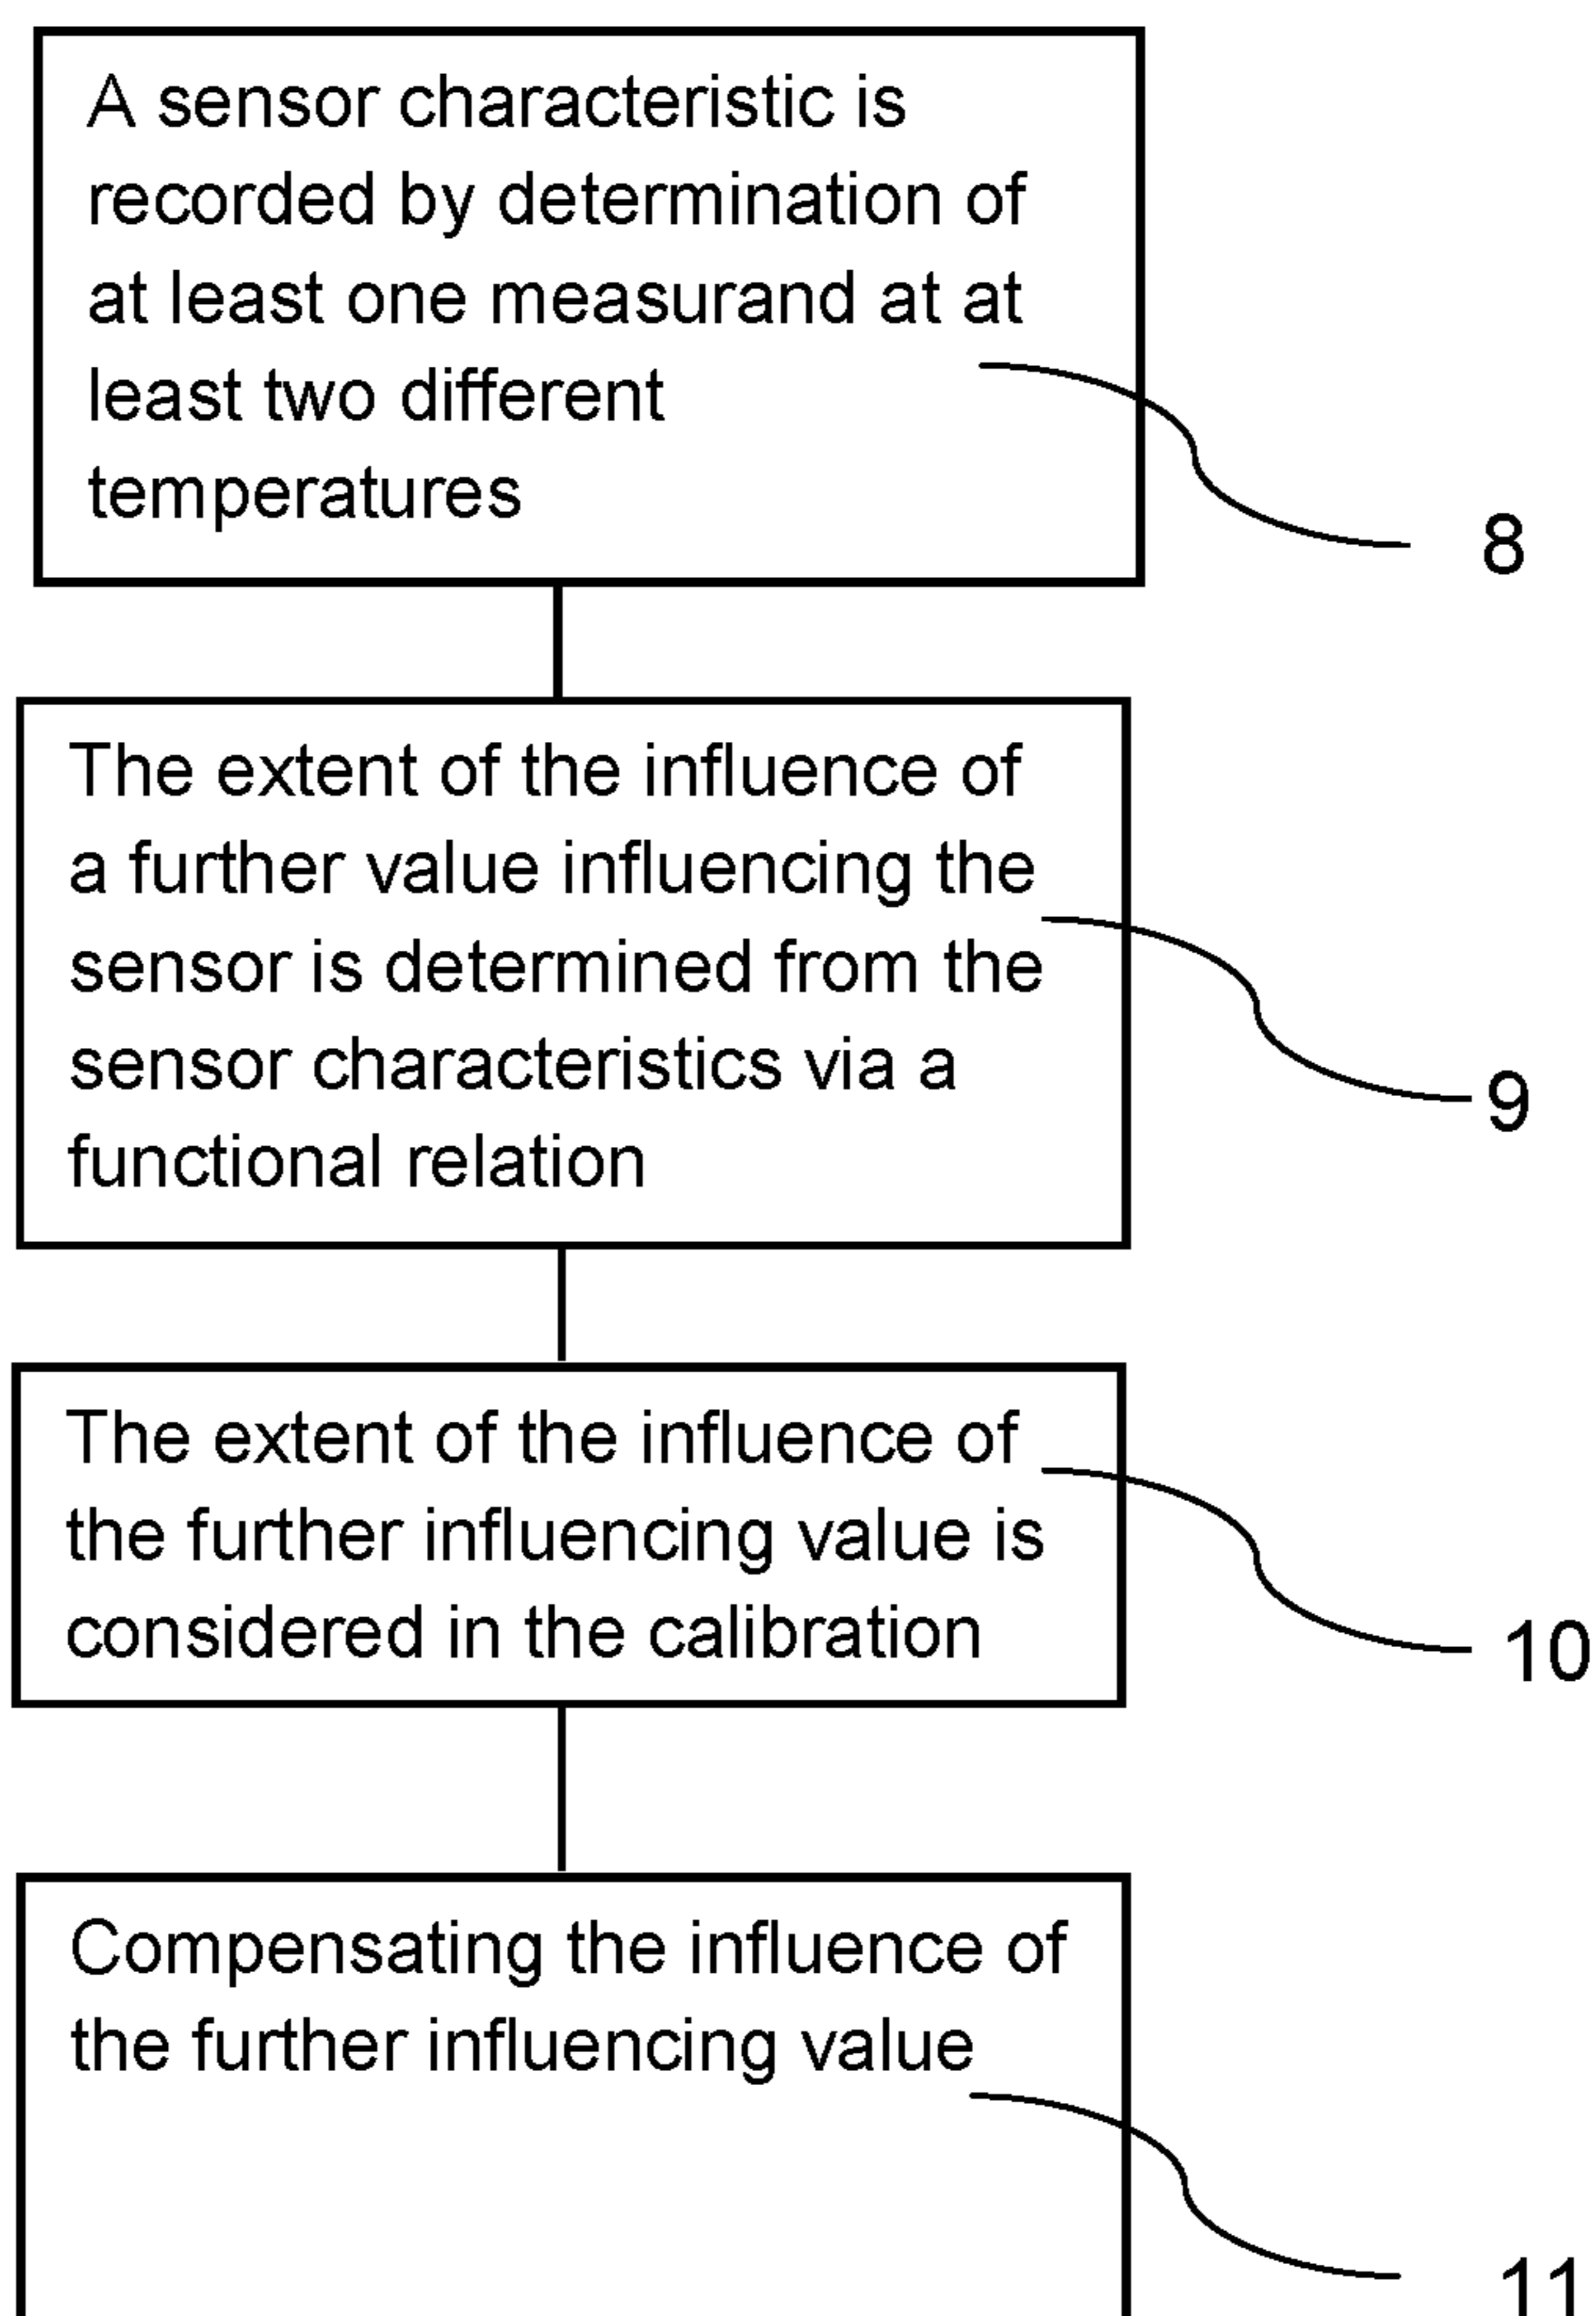 A sensor characteristic is
recorded by determination of
at least one measurand at at
least two different
temperatures
8
The extent of the influence of
a further value influencing the
sensor is determined from the
sensor characteristics via a
functional relation
9
The extent of the influence of
the further influencing value is
considered in the calibration
10
Compensating the influence of
the further influencing value
11